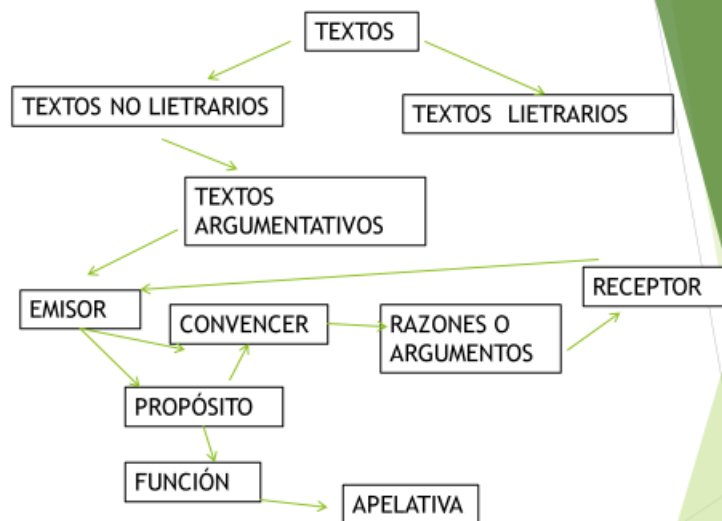 TEXTOS
TEXTOS NO LIETRARIOS
TEXTOS LIETRARIOS
TEXTOS
ARGUMENTATIVOS
EMISOR
CONVENCER
RAZONES O
ARGUMENTOS
RECEPTOR
PROPÓSITO
FUNCIÓN
APELATIVA